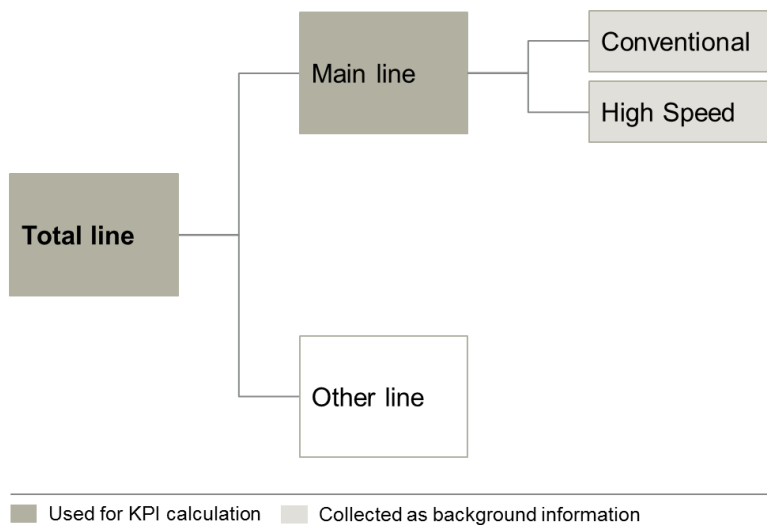 Conventional
Main line
High Speed
Total line
Other line
Used for KPI calculation
Collected as background information